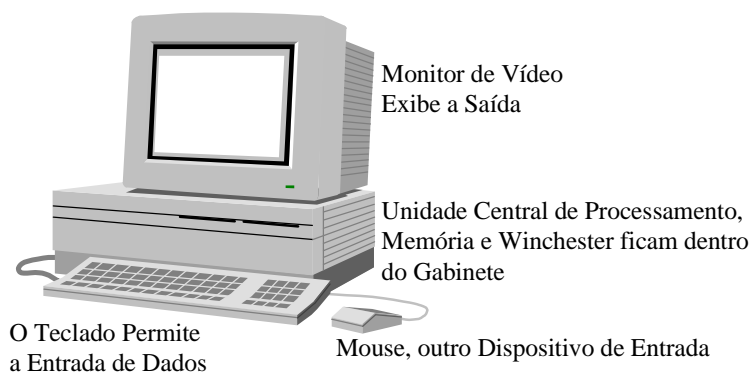 Monitor de Vídeo
Exibe a Saída
Unidade Central de Processamento,
Memória e Winchester ficam dentro
do Gabinete
O Teclado Permite
a Entrada de Dados
Mouse, outro Dispositivo de Entrada